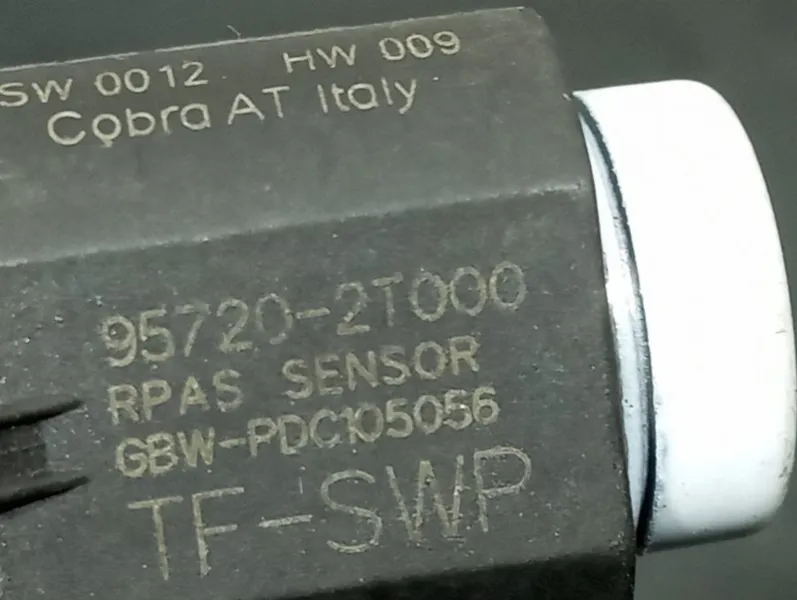 SW 0012 HW 009
Cobra AT Italy
95720-2T000
RPAS SENSOR
GBW-PDC105056
TF-SWP